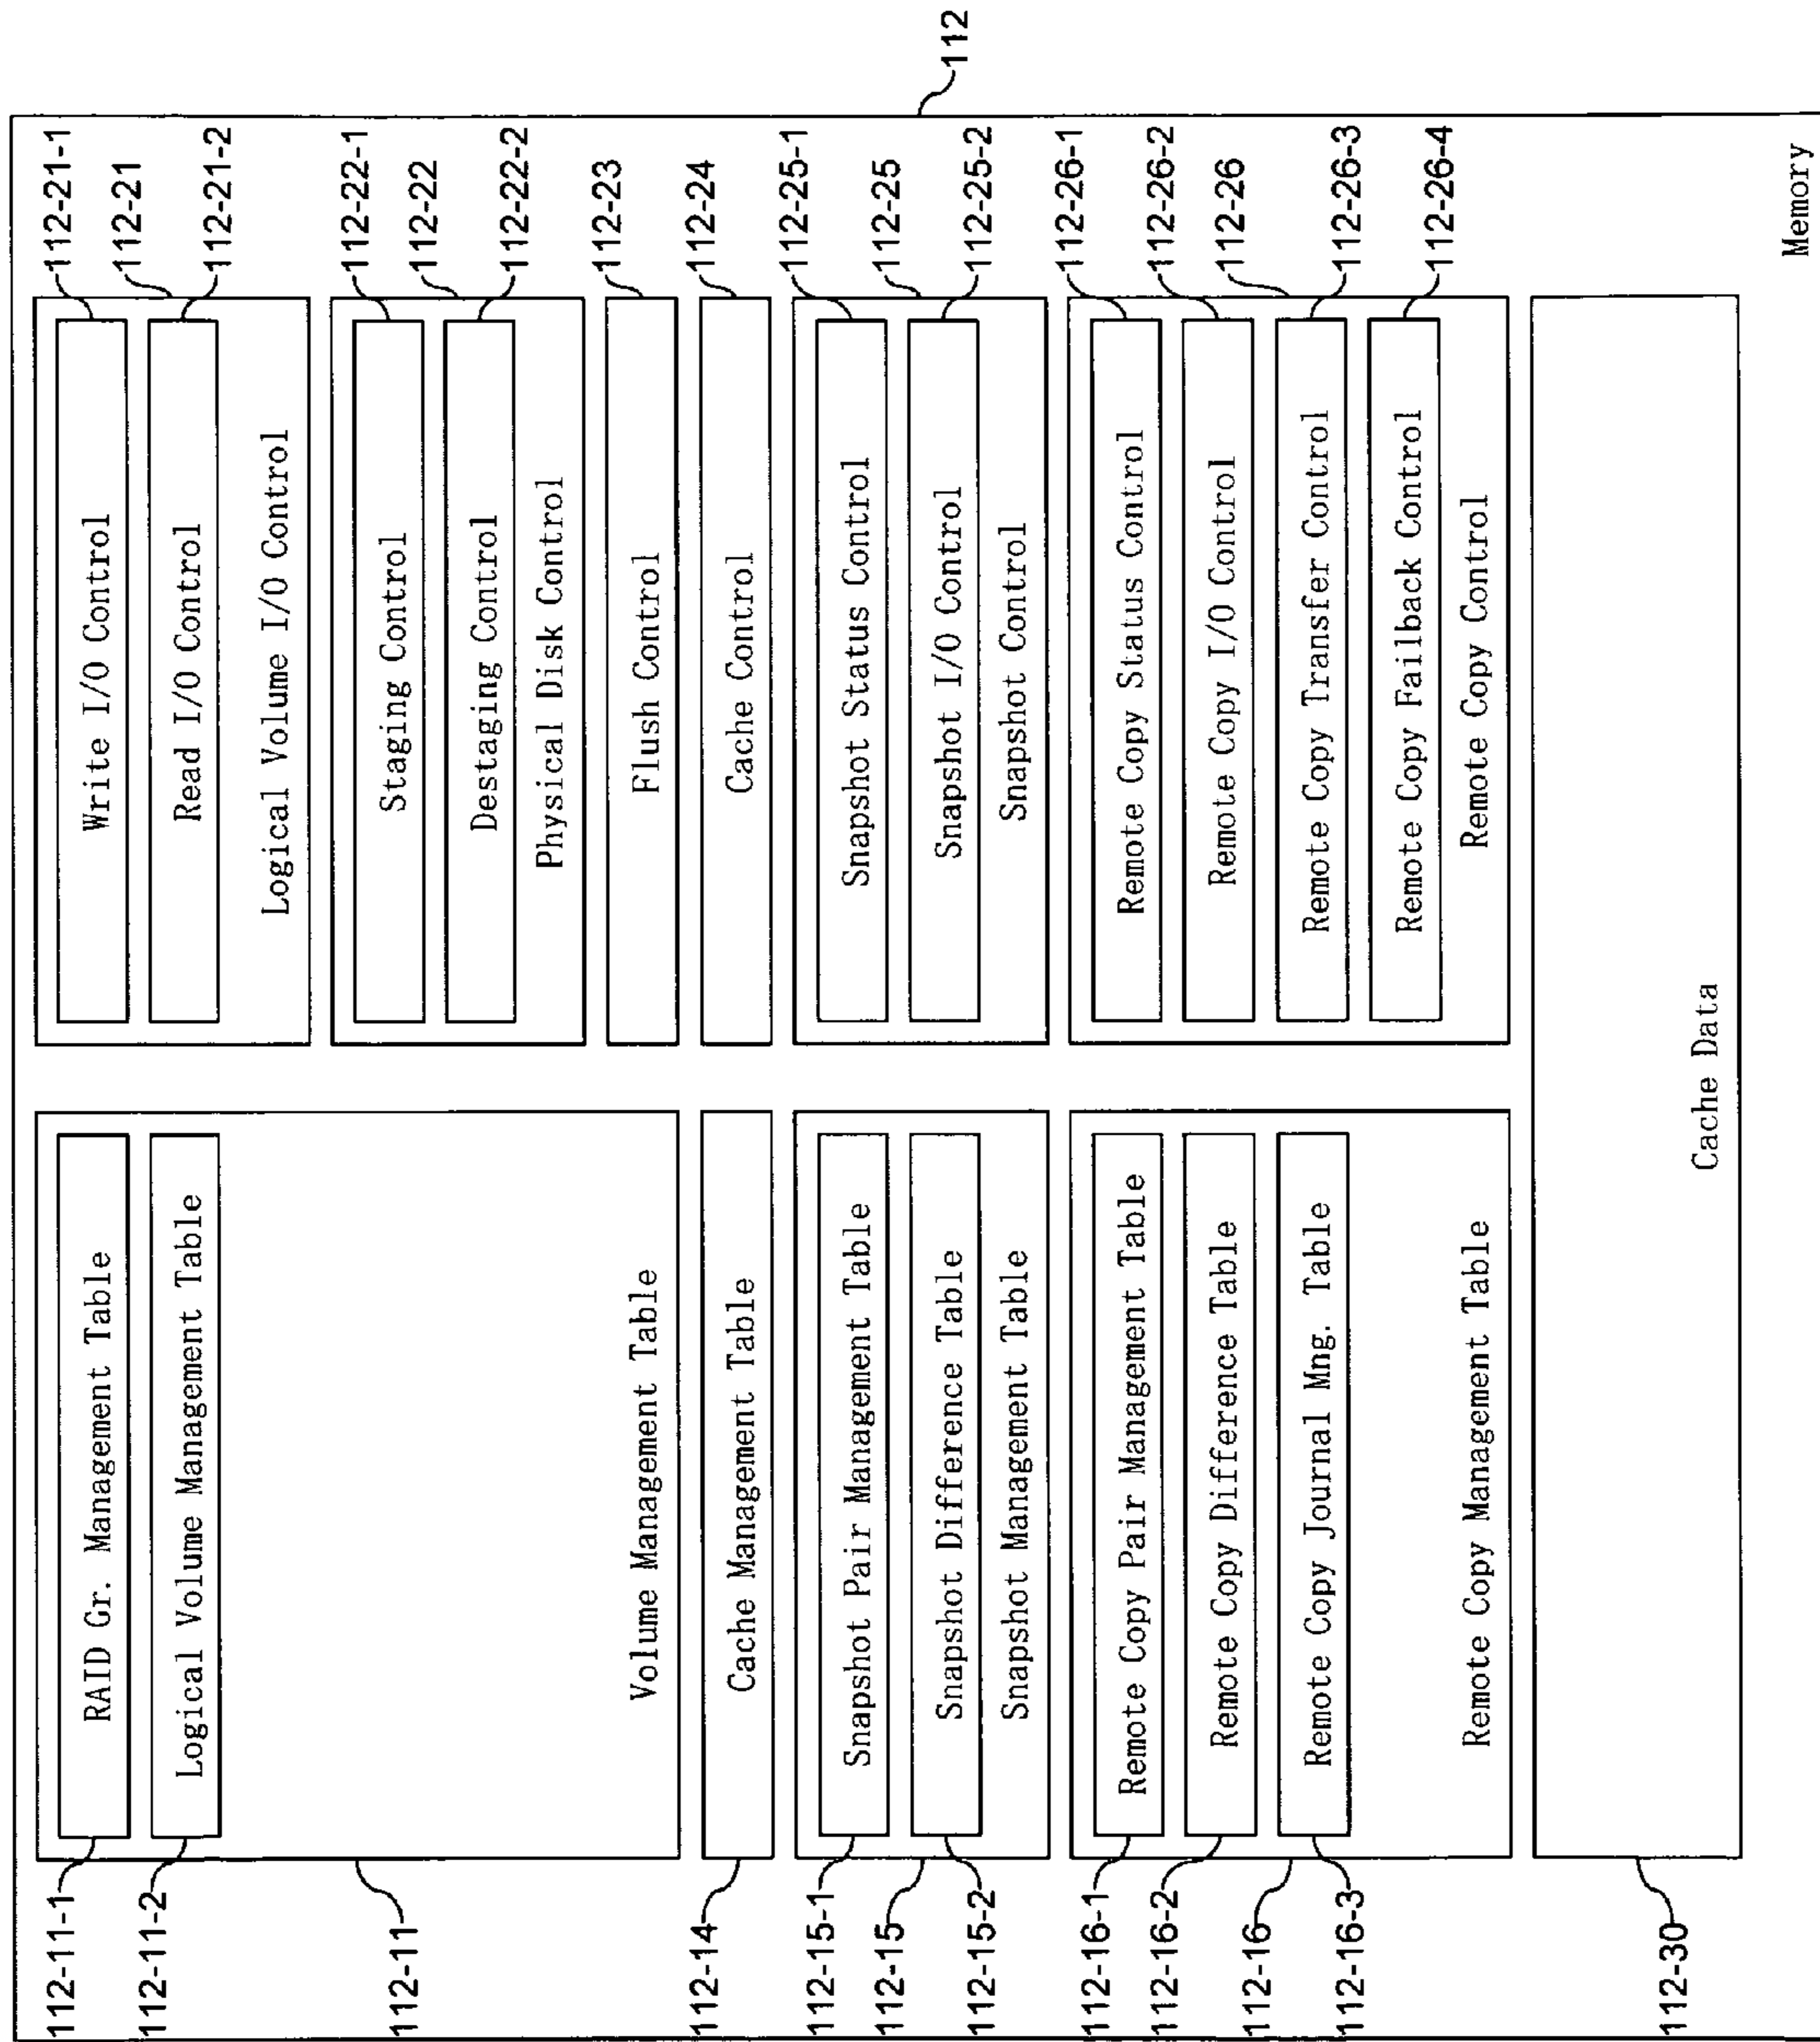 112-11-1
RAID Gr. Management Table
112-11-2
Logical Volume Management Table
112-11
Volume Management Table
112-14
Cache Management Table
112-15-1
Snapshot Pair Management Table
112-15
112-15-2
Snapshot Difference Table
Snapshot Management Table
112-16-1
Remote Copy Pair Management Table
112-16-2
Remote Copy Difference Table
112-16
112-16-3
Remote Copy Journal Mng. Table
Remote Copy Management Table
112-30
Cache Data
Write I/O Control
112-21-1
112-21
Read I/O Control
112-21-2
Logical Volume I/O Control
Staging Control
112-22-1
112-22
Destaging Control
112-22-2
Physical Disk Control
Flush Control
112-23
Cache Control
112-24
Snapshot Status Control
112-25-1
112-25
Snapshot I/O Control
112-25-2
Snapshot Control
Remote Copy Status Control
112-26-1
Remote Copy I/O Control
112-26-2
112-26
Remote Copy Transfer Control
112-26-3
Remote Copy Failback Control
112-26-4
Remote Copy Control
112
Memory